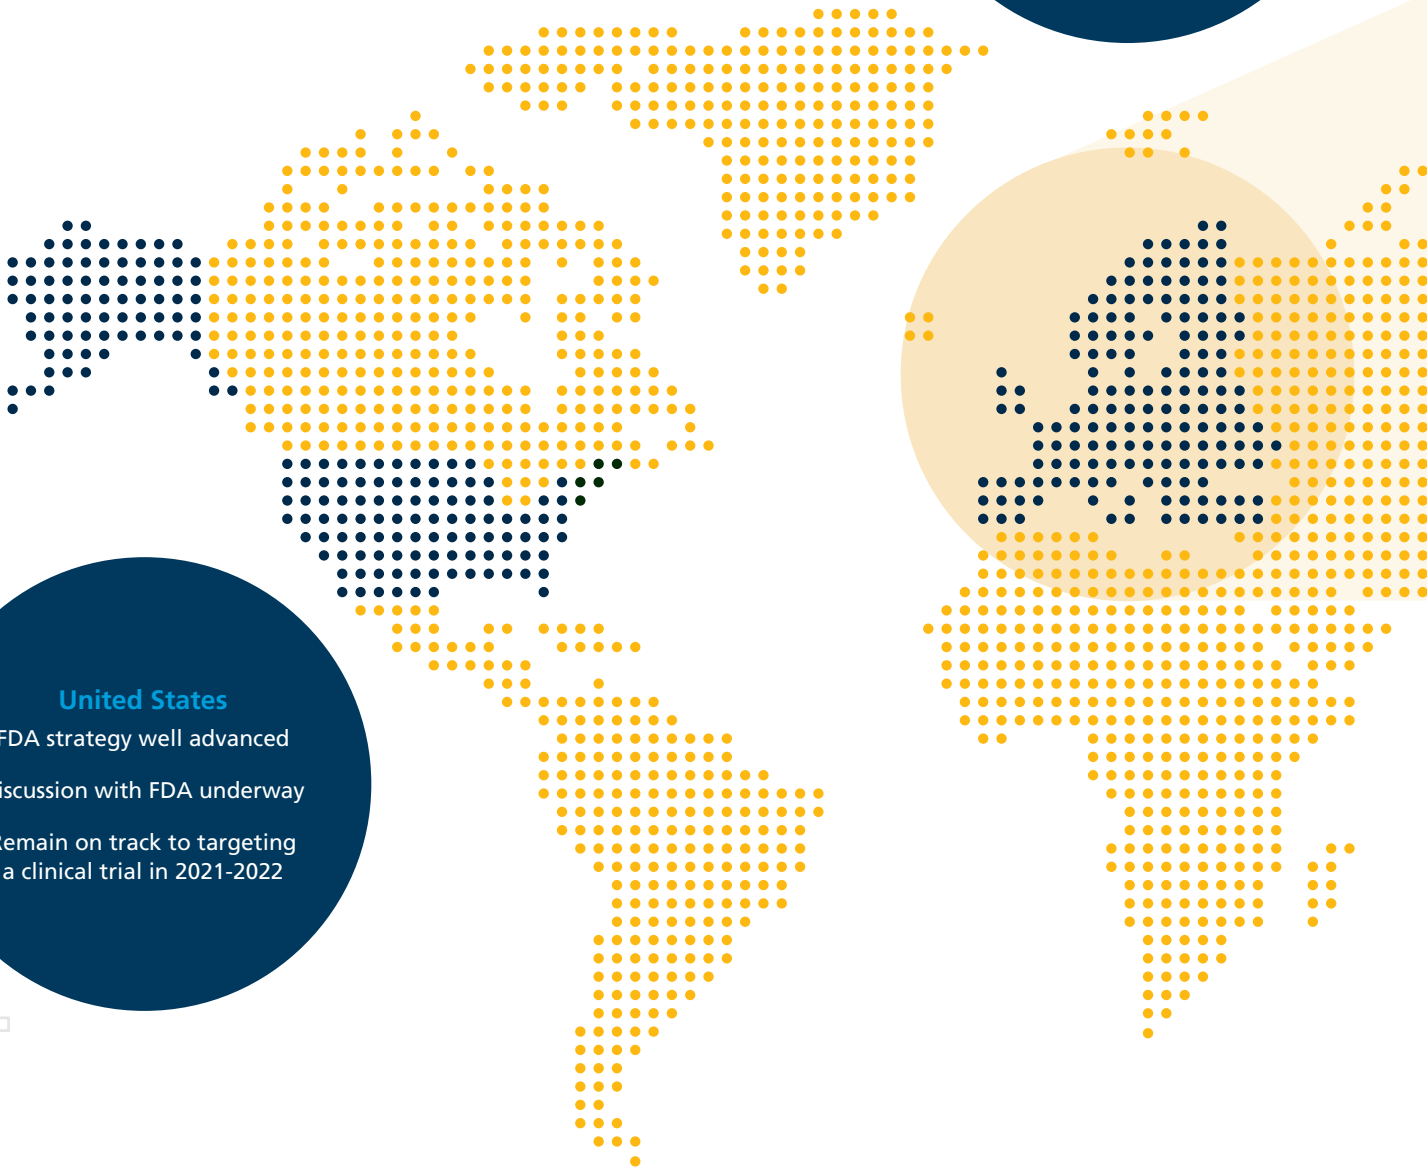 United States
FDA strategy well advanced
discussion with FDA underway
Remain on track to targeting
a clinical trial in 2021-2022